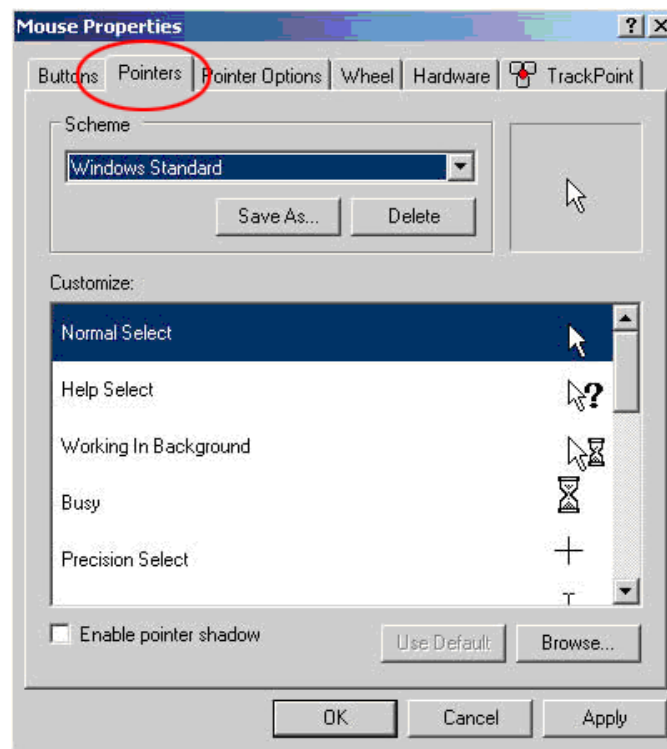 Mouse Properties
Buttons Pointers Pointer Options Wheel Hardware TrackPoint
Scheme
Windows Standard
Save As... Delete
Customize:
Normal Select
Help Select
Working In Background
Busy
Precision Select
Enable pointer shadow Use Default Browse...
OK Cancel Apply